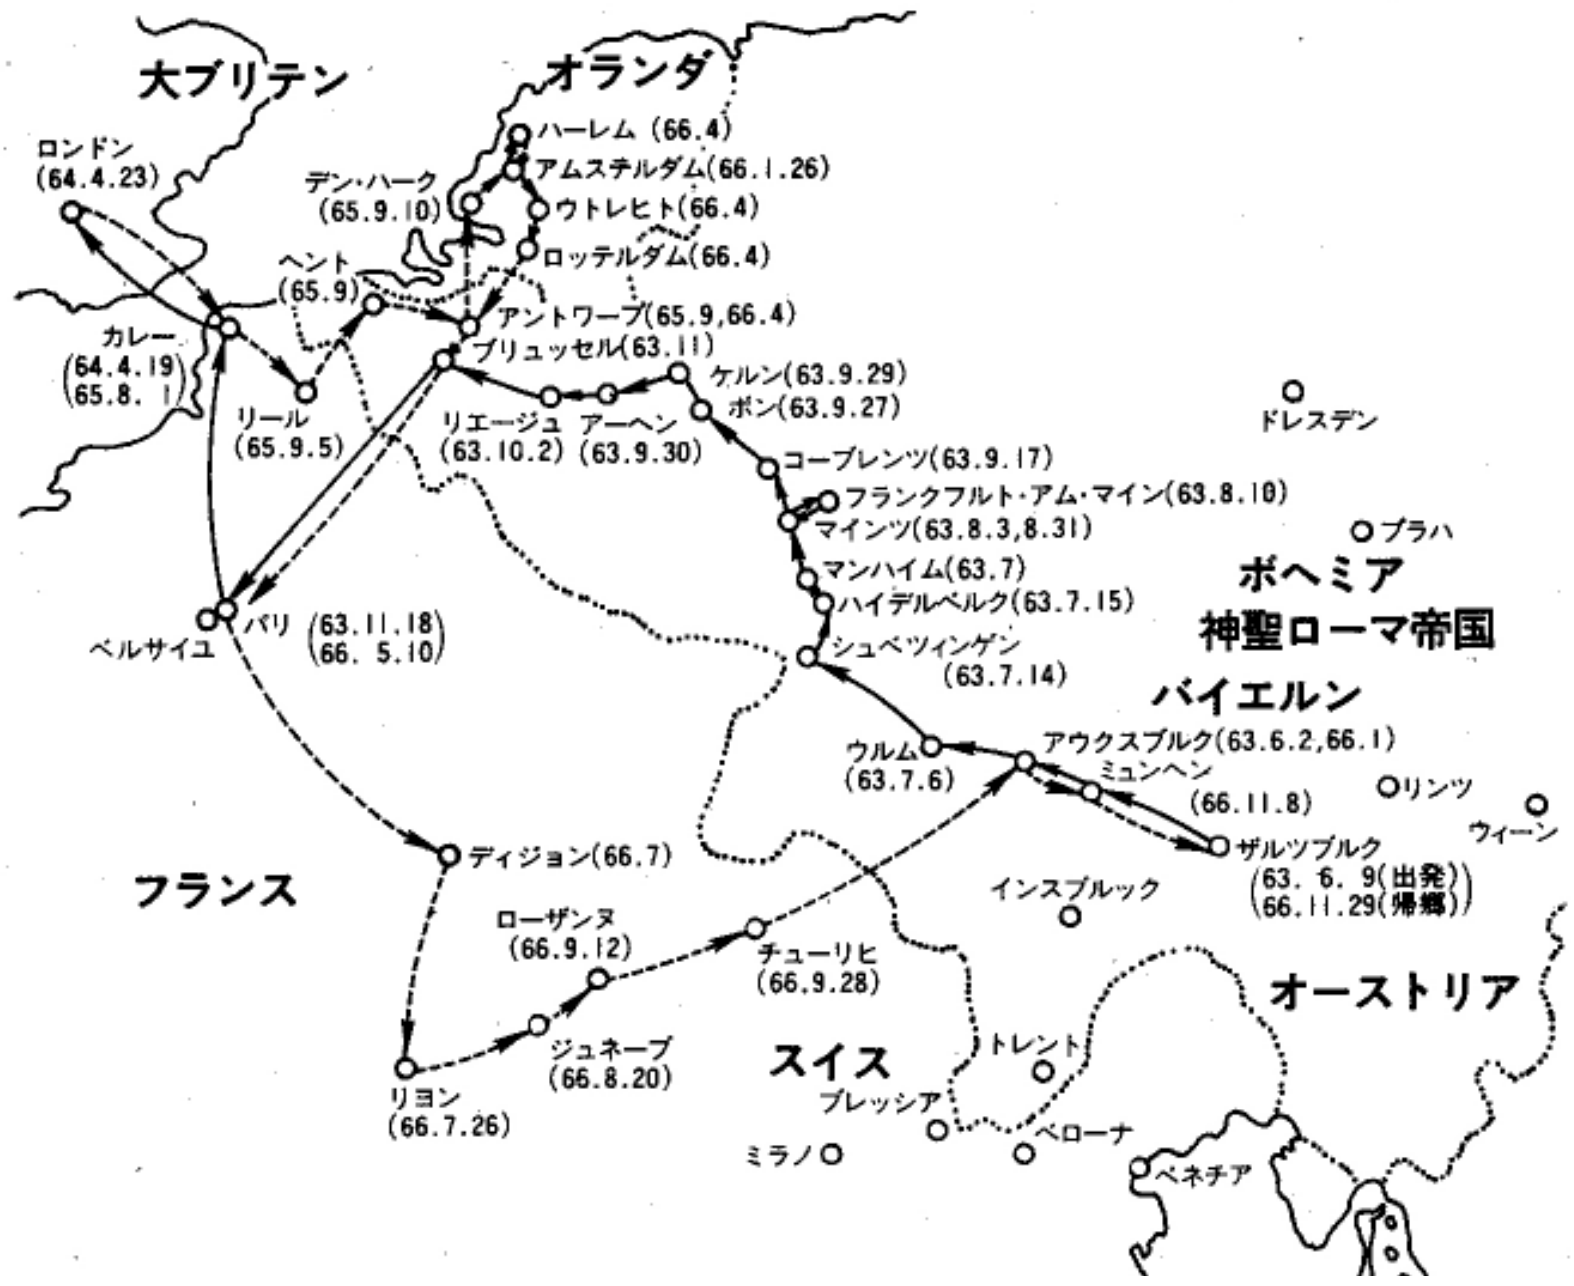 大ブリテン
オランダ
ロンドン
(64.4.23)
ハーレム (66.4)
アムステルダム(66.1.26)
デン・ハーク
(65.9.10)
ウトレヒト(66.4)
ロッテルダム(66.4)
ヘント
(65.9)
アントワープ(65.9,66.4)
カレー
(64.4.19)
(65.8. 1)
ブリュッセル(63.11)
リール
(65.9.5)
リエージュ
(63.10.2)
アーヘン
(63.9.30)
ケルン(63.9.29)
ボン(63.9.27)
ドレスデン
コーブレンツ(63.9.17)
フランクフルト・アム・マイン(63.8.10)
マインツ(63.8.3,8.31)
プラハ
マンハイム(63.7)
ハイデルベルク(63.7.15)
ボヘミア
神聖ローマ帝国
パリ
(63.11.18)
(66. 5.10)
ベルサイユ
シュベツィンゲン
(63.7.14)
バイエルン
ウルム
(63.7.6)
アウクスブルク(63.6.2,66.1)
ミュンヘン
(66.11.8)
リンツ
ウィーン
ザルツブルク
(63. 6. 9(出発))
(66.11.29(帰郷))
ディジョン(66.7)
フランス
インスブルック
ローザンヌ
(66.9.12)
チューリヒ
(66.9.28)
オーストリア
ジュネーブ
(66.8.20)
スイス
トレント
リヨン
(66.7.26)
ブレッシア
ミラノ
ベローナ
ベネチア